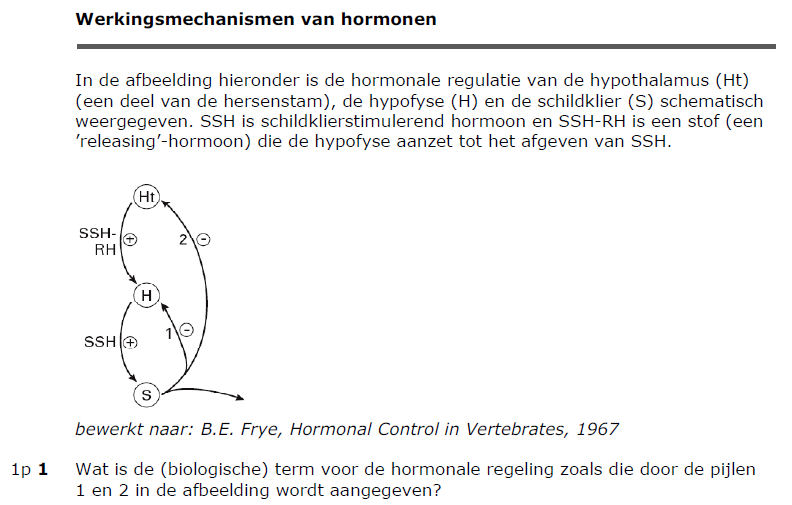 Werkingsmechanismen van hormonen
In de afbeelding hieronder is de hormonale regulatie van de hypothalamus (Ht)
(een deel van de hersenstam), de hypofyse (H) en de schildklier (S) schematisch
weergegeven. SSH is schildklierstimulerend hormoon en SSH-RH is een stof (een
’releasing’-hormoon) die de hypofyse aanzet tot het afgeven van SSH.
Ht
SSH-
RH
+
2
-
H
SSH
+
1
-
S
bewerkt naar: B.E. Frye, Hormonal Control in Vertebrates, 1967
1p 1 Wat is de (biologische) term voor de hormonale regeling zoals die door de pijlen
1 en 2 in de afbeelding wordt aangegeven?